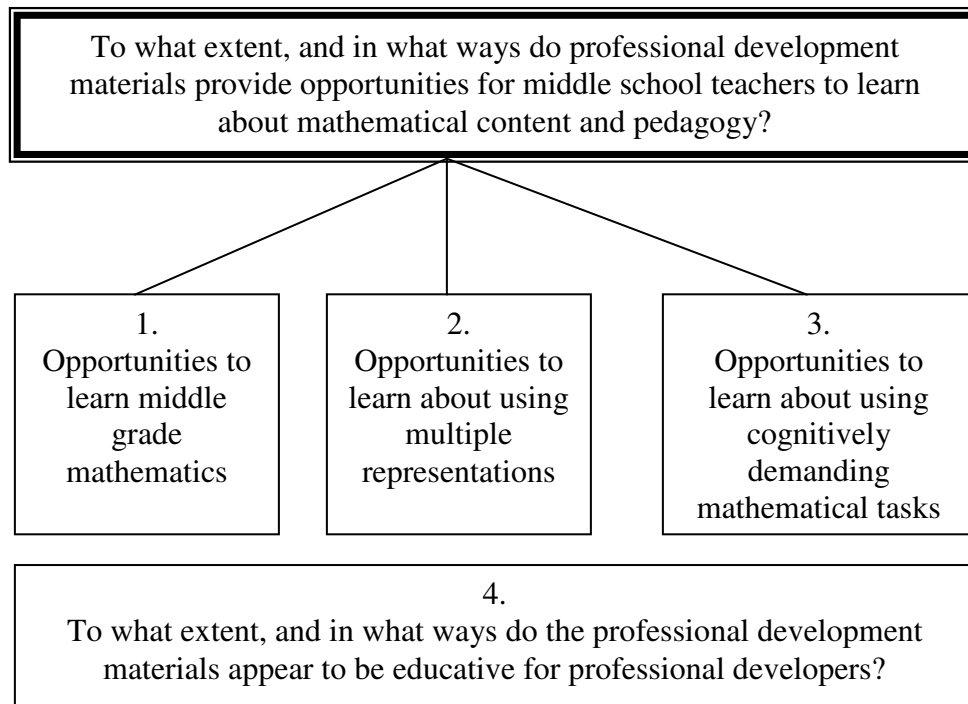 To what extent, and in what ways do professional development
materials provide opportunities for middle school teachers to learn
about mathematical content and pedagogy?
1.
Opportunities to
learn middle
grade
mathematics
2.
Opportunities to
learn about using
multiple
representations
3.
Opportunities to
learn about using
cognitively
demanding
mathematical tasks
4.
To what extent, and in what ways do the professional development
materials appear to be educative for professional developers?